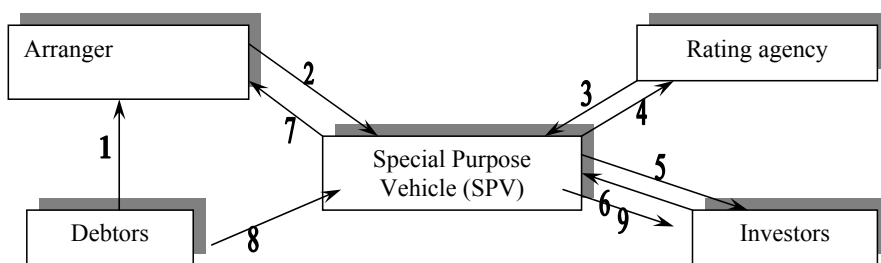 Arranger
Rating agency
2
3
4
7
1
Special Purpose
Vehicle (SPV)
5
6
9
8
Debtors
Investors